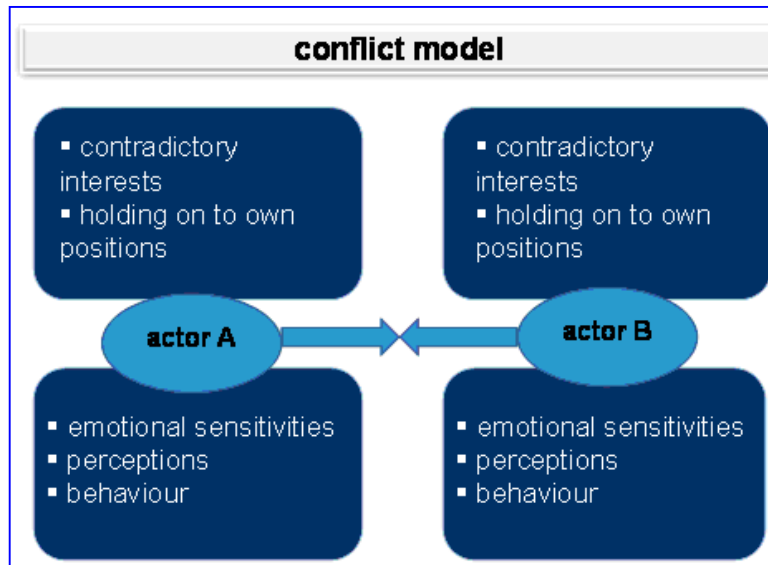 conflict model
▪ contradictory
interests
▪ holding on to own
positions
▪ contradictory
interests
▪ holding on to own
positions
actor A
actor B
▪ emotional sensitivities
▪ perceptions
▪ behaviour
▪ emotional sensitivities
▪ perceptions
▪ behaviour